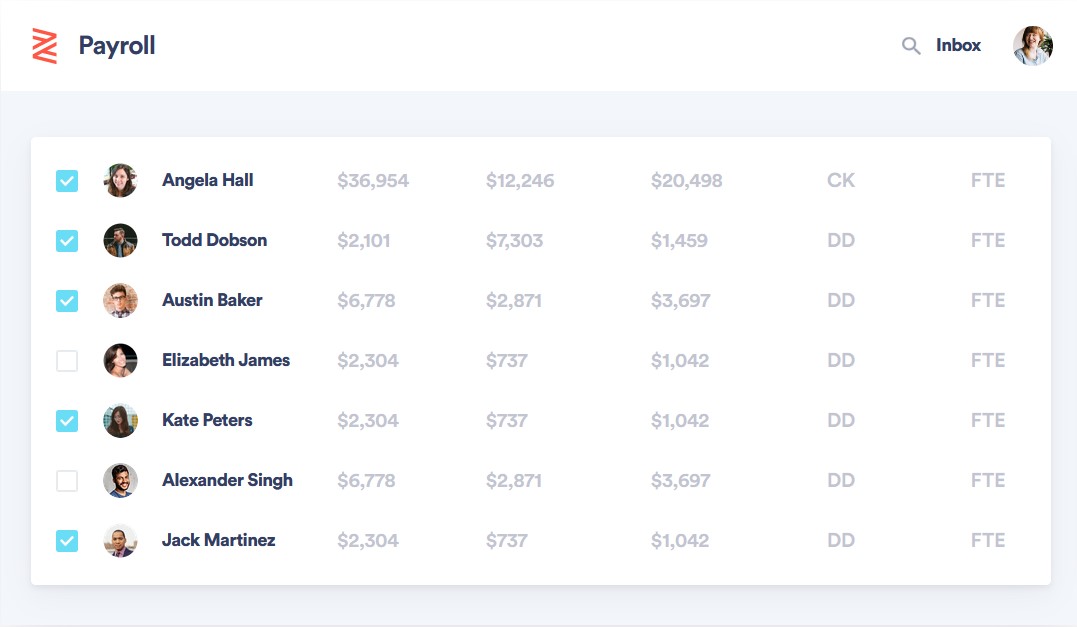 Payroll
Inbox
Angela Hall $36,954 $12,246 $20,498 CK FTE
Todd Dobson $2,101 $7,303 $1,459 DD FTE
Austin Baker $6,778 $2,871 $3,697 DD FTE
Elizabeth James $2,304 $737 $1,042 DD FTE
Kate Peters $2,304 $737 $1,042 DD FTE
Alexander Singh $6,778 $2,871 $3,697 DD FTE
Jack Martinez $2,304 $737 $1,042 DD FTE